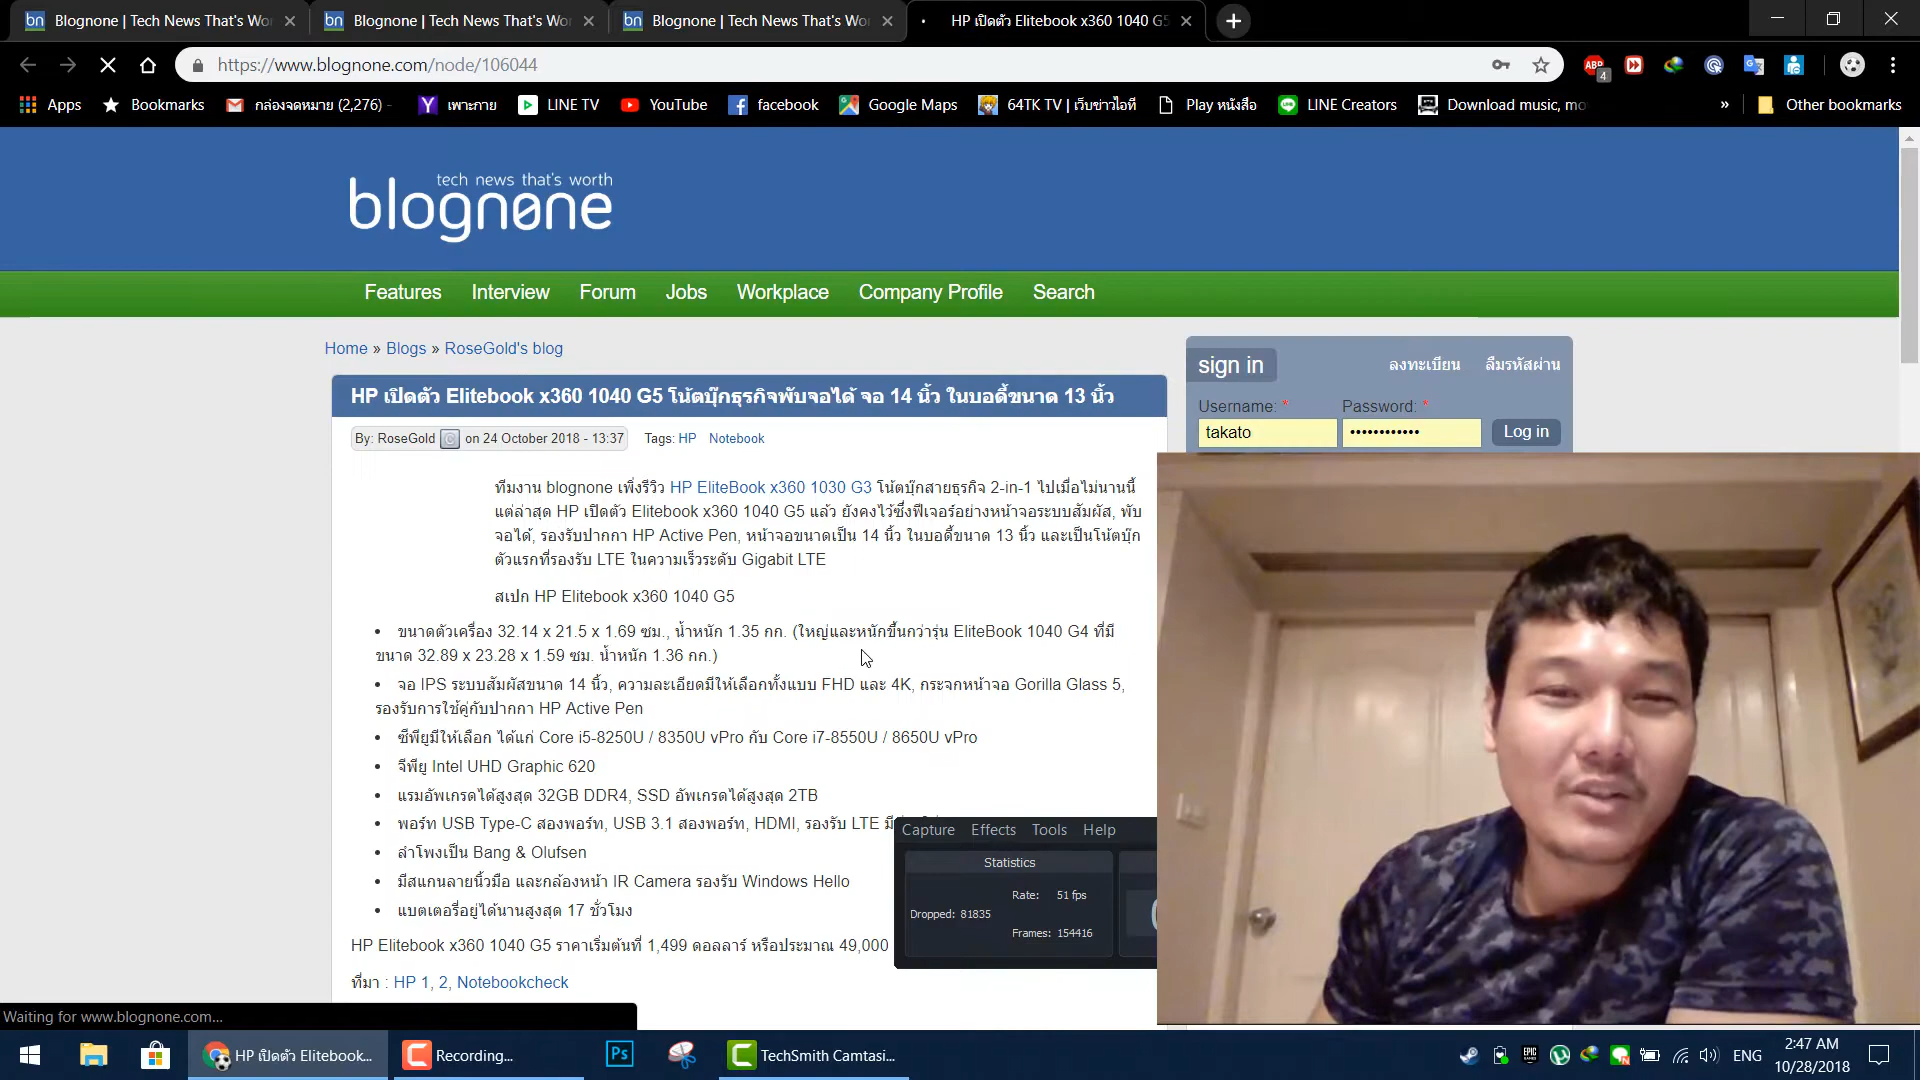 Blognone | Tech News That's Wor
Blognone | Tech News That's Wor
Blognone | Tech News That's Wor
HP เปิดตัว Elitebook x360 1040 G5
https://www.blognone.com/node/106044
ABP
4
Apps
Bookmarks
กล่องจดหมาย (2,276) -
เพาะกาย
LINE TV
YouTube
facebook
Google Maps
64TK TV | เว็บข่าวไอที
Play หนังสือ
LINE Creators
Download music, mo
»
Other bookmarks
tech news that's worth
blognone
Features
Interview
Forum
Jobs
Workplace
Company Profile
Search
Home » Blogs » RoseGold's blog
HP เปิดตัว Elitebook x360 1040 G5 โน้ตบุ๊กธุรกิจพับจอได้ จอ 14 นิ้ว ในบอดี้ขนาด 13 นิ้ว
By: RoseGold on 24 October 2018 - 13:37 Tags: HP Notebook
ทีมงาน blognone เพิ่งรีวิว HP EliteBook x360 1030 G3 โน้ตบุ๊กสายธุรกิจ 2-in-1 ไปเมื่อไม่นานนี้
แต่ล่าสุด HP เปิดตัว Elitebook x360 1040 G5 แล้ว ยังคงไว้ซึ่งฟีเจอร์อย่างหน้าจอระบบสัมผัส, พับ
จอได้, รองรับปากกา HP Active Pen, หน้าจอขนาดเป็น 14 นิ้ว ในบอดี้ขนาด 13 นิ้ว และเป็นโน้ตบุ๊ก
ตัวแรกที่รองรับ LTE ในความเร็วระดับ Gigabit LTE
สเปก HP Elitebook x360 1040 G5
• ขนาดตัวเครื่อง 32.14 x 21.5 x 1.69 ซม., น้ำหนัก 1.35 กก. (ใหญ่และหนักขึ้นกว่ารุ่น EliteBook 1040 G4 ที่มี
ขนาด 32.89 x 23.28 x 1.59 ซม. น้ำหนัก 1.36 กก.)
• จอ IPS ระบบสัมผัสขนาด 14 นิ้ว, ความละเอียดมีให้เลือกทั้งแบบ FHD และ 4K, กระจกหน้าจอ Gorilla Glass 5,
รองรับการใช้คู่กับปากกา HP Active Pen
• ซีพียูมีให้เลือก ได้แก่ Core i5-8250U / 8350U vPro กับ Core i7-8550U / 8650U vPro
• จีพียู Intel UHD Graphic 620
• แรมอัพเกรดได้สูงสุด 32GB DDR4, SSD อัพเกรดได้สูงสุด 2TB
• พอร์ท USB Type-C สองพอร์ท, USB 3.1 สองพอร์ท, HDMI, รองรับ LTE
• ลำโพงเป็น Bang & Olufsen
• มีสแกนลายนิ้วมือ และกล้องหน้า IR Camera รองรับ Windows Hello
• แบตเตอรี่อยู่ได้นานสูงสุด 17 ชั่วโมง
HP Elitebook x360 1040 G5 ราคาเริ่มต้นที่ 1,499 ดอลลาร์ หรือประมาณ 49,000
ที่มา : HP 1, 2, Notebookcheck
sign in
ลงทะเบียน
ลืมรหัสผ่าน
Username: *
Password: *
takato
••••••••••••
Log in
Capture
Effects
Tools
Help
Statistics
Rate: 51 fps
Dropped: 81835
Frames: 154416
Waiting for www.blognone.com...
HP เปิดตัว Elitebook...
Recording...
Ps
TechSmith Camtasi...
ENG
2:47 AM
10/28/2018